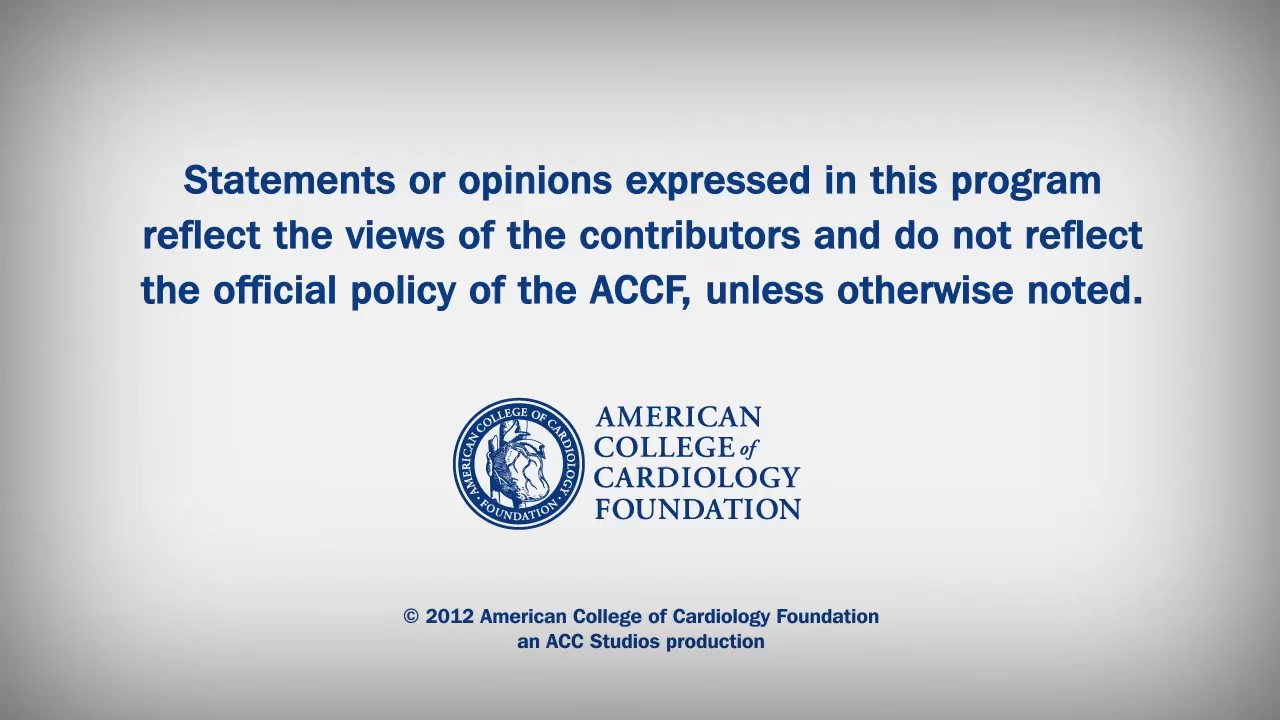 Statements or opinions expressed in this program
reflect the views of the contributors and do not reflect
the official policy of the ACCF, unless otherwise noted.
AMERICAN COLLEGE OF CARDIOLOGY
· FOUNDATION ·
AMERICAN
COLLEGE of
CARDIOLOGY
FOUNDATION
© 2012 American College of Cardiology Foundation
an ACC Studios production